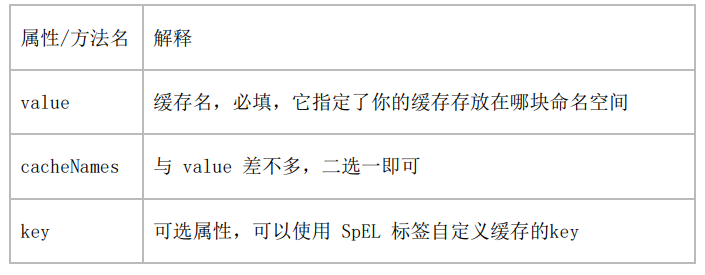 属性/方法名 解释
value 缓存名，必填，它指定了你的缓存存放在哪块命名空间
cacheNames 与 value 差不多，二选一即可
key 可选属性，可以使用 SpEL 标签自定义缓存的key